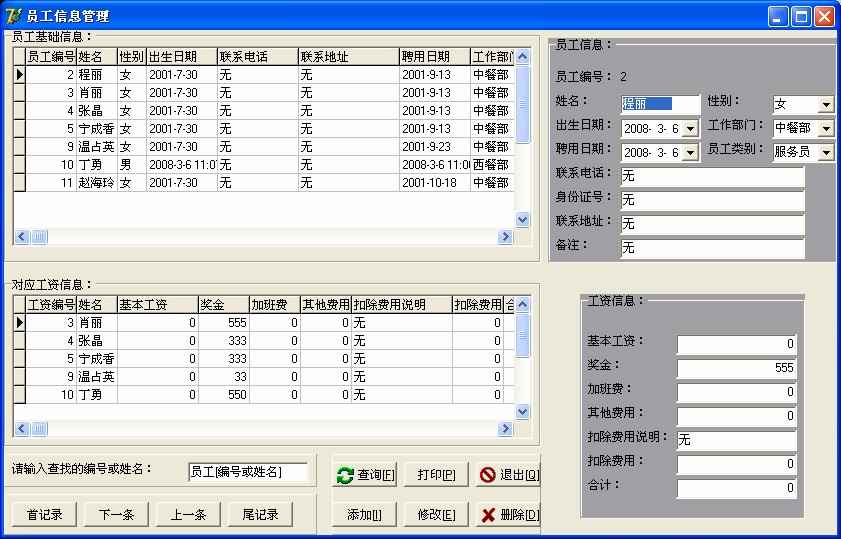 员工信息管理
员工基础信息：
员工编号 姓名 性别 出生日期 联系电话 联系地址 聘用日期 工作部门
2 程丽 女 2001-7-30 无 无 2001-9-13 中餐部
3 肖丽 女 2001-7-30 无 无 2001-9-13 中餐部
4 张晶 女 2001-7-30 无 无 2001-9-13 中餐部
5 宁成香 女 2001-7-30 无 无 2001-9-13 中餐部
9 温占英 女 2001-7-30 无 无 2001-9-23 中餐部
10 丁勇 男 2008-3-6 11:0 无 无 2008-3-6 11:0 西餐部
11 赵海玲 女 2001-7-30 无 无 2001-10-18 中餐部
员工信息：
员工编号： 2
姓名： 程丽 性别： 女
出生日期： 2008- 3- 6 工作部门： 中餐部
聘用日期： 2008- 3- 6 员工类别： 服务员
联系电话： 无
身份证号： 无
联系地址： 无
备注： 无
对应工资信息：
工资编号 姓名 基本工资 奖金 加班费 其他费用 扣除费用说明 扣除费用 合
3 肖丽 0 555 0 0 无 0
4 张晶 0 333 0 0 无 0
5 宁成香 0 333 0 0 无 0
9 温占英 0 33 0 0 无 0
10 丁勇 0 550 0 0 无 0
工资信息：
基本工资： 0
奖金： 555
加班费： 0
其他费用： 0
扣除费用说明： 无
扣除费用： 0
合计： 0
请输入查找的编号或姓名： 员工[编号或姓名]
查询[F] 打印[P] 退出[Q]
首记录 下一条 上一条 尾记录
添加[I] 修改[E] 删除[D]